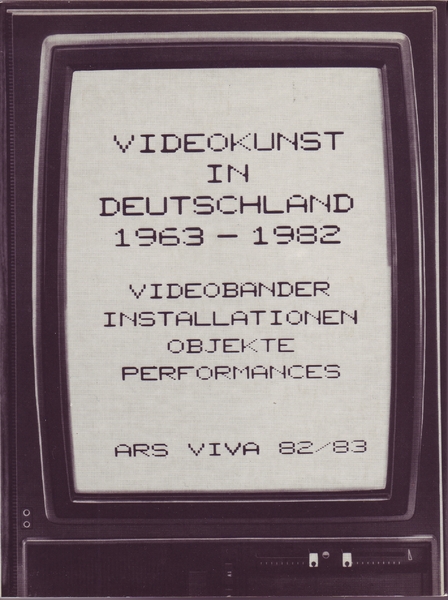 VIDEOKUNST
IN
DEUTSCHLAND
1963 – 1982
VIDEOBANDER
INSTALLATIONEN
OBJEKTE
PERFORMANCES
ARS VIVA 82/83